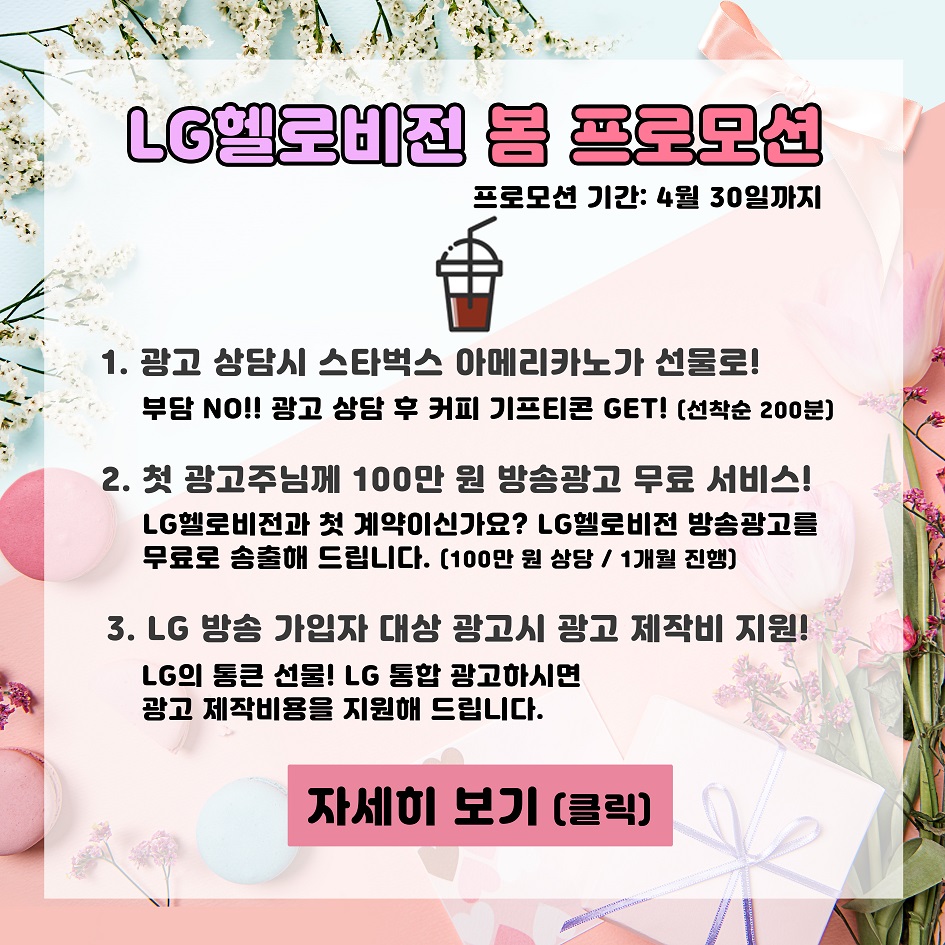 LG헬로비전 봄 프로모션
프로모션 기간: 4월 30일까지
1. 광고 상담시 스타벅스 아메리카노가 선물로!
부담 NO!! 광고 상담 후 커피 기프티콘 GET! (선착순 200분)
2. 첫 광고주님께 100만 원 방송광고 무료 서비스!
LG헬로비전과 첫 계약이신가요? LG헬로비전 방송광고를
무료로 송출해 드립니다. (100만 원 상당 / 1개월 진행)
3. LG 방송 가입자 대상 광고시 광고 제작비 지원!
LG의 통큰 선물! LG 통합 광고하시면
광고 제작비용을 지원해 드립니다.
자세히 보기 (클릭)